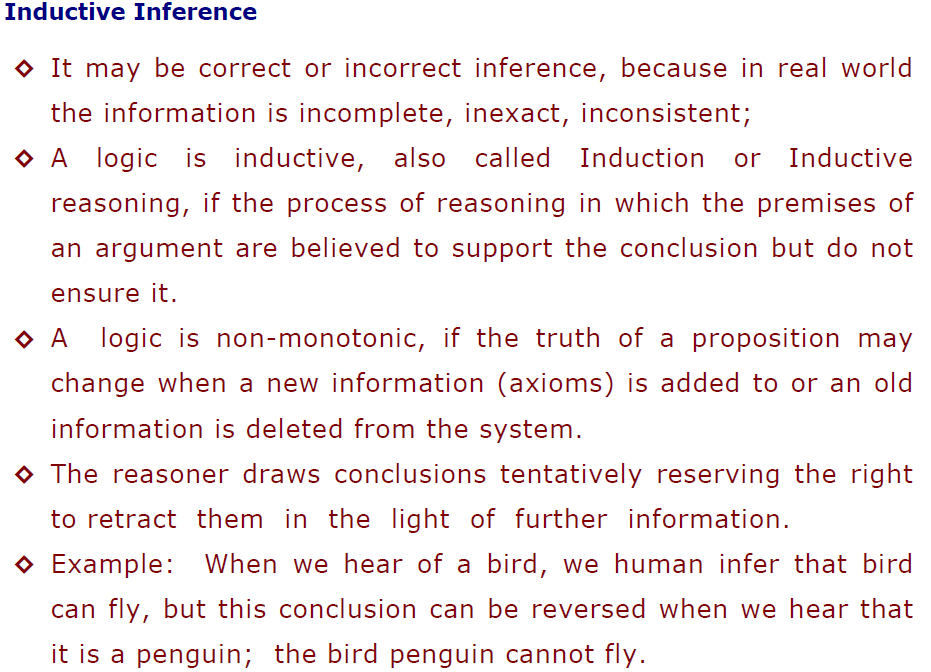 Inductive Inference
◇ It may be correct or incorrect inference, because in real world
the information is incomplete, inexact, inconsistent;
◇ A logic is inductive, also called Induction or Inductive
reasoning, if the process of reasoning in which the premises of
an argument are believed to support the conclusion but do not
ensure it.
◇ A logic is non-monotonic, if the truth of a proposition may
change when a new information (axioms) is added to or an old
information is deleted from the system.
◇ The reasoner draws conclusions tentatively reserving the right
to retract them in the light of further information.
◇ Example: When we hear of a bird, we human infer that bird
can fly, but this conclusion can be reversed when we hear that
it is a penguin; the bird penguin cannot fly.